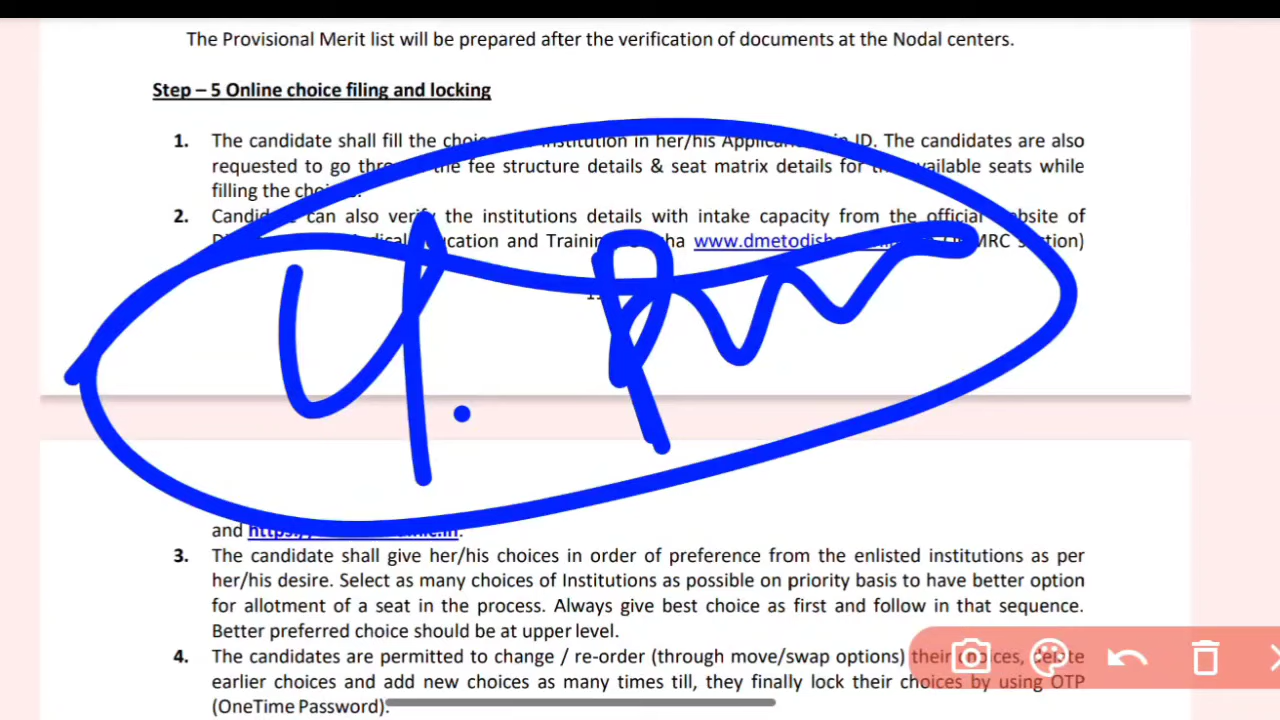 The Provisional Merit list will be prepared after the verification of documents at the Nodal centers.
Step – 5 Online choice filing and locking
1. The candidate shall fill the institution in her/his ID. The candidates are also
requested to go the fee structure details & seat matrix details for available seats while
filling the
2. can also verify the institutions details with intake capacity from the official website of
and Training
and
3. The candidate shall give her/his choices in order of preference from the enlisted institutions as per
her/his desire. Select as many choices of Institutions as possible on priority basis to have better option
for allotment of a seat in the process. Always give best choice as first and follow in that sequence.
Better preferred choice should be at upper level.
4. The candidates are permitted to change / re-order (through move/swap options) their choices, delete
earlier choices and add new choices as many times till, they finally lock their choices by using OTP
(OneTime Password).